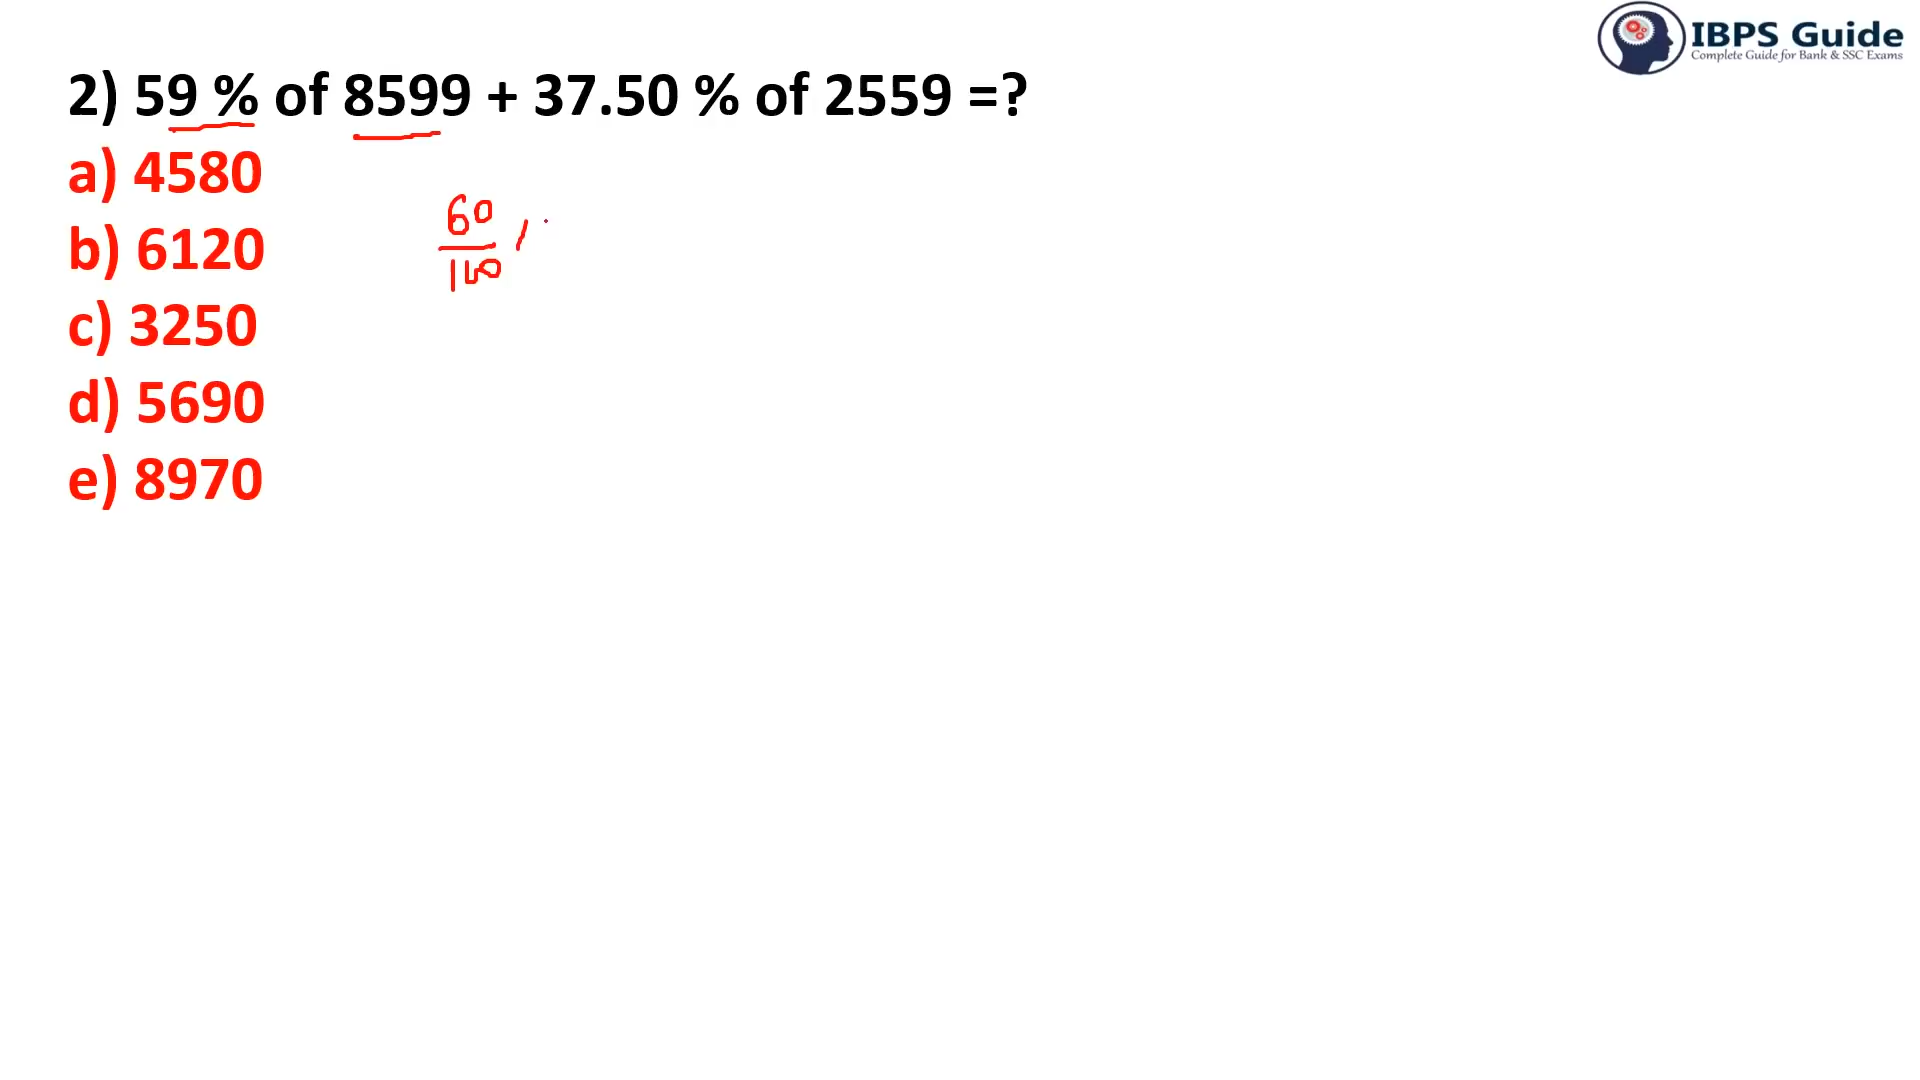 IBPS Guide
Complete Guide for Bank & SSC Exams
2) 59 % of 8599 + 37.50 % of 2559 =?
a) 4580
b) 6120
c) 3250
d) 5690
e) 8970
60
100